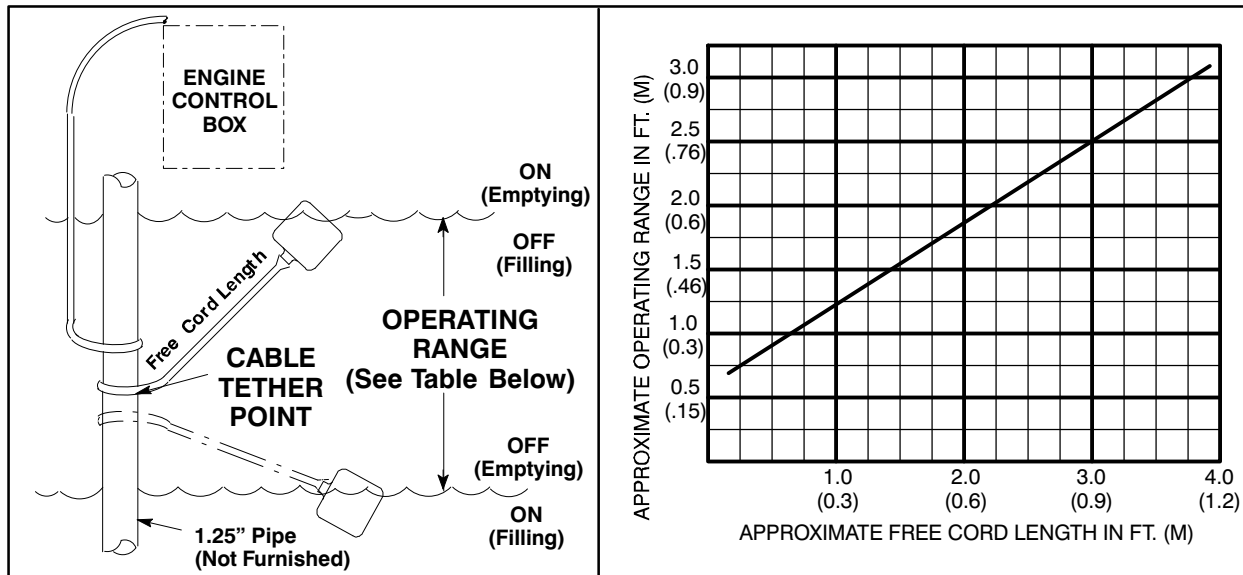 ENGINE
CONTROL
BOX
ON
(Emptying)
OFF
(Filling)
Free Cord Length
OPERATING
RANGE
(See Table Below)
CABLE
TETHER
POINT
OFF
(Emptying)
ON
(Filling)
1.25” Pipe
(Not Furnished)
APPROXIMATE OPERATING RANGE IN FT. (M)
3.0
(0.9)
2.5
(.76)
2.0
(0.6)
1.5
(.46)
1.0
(0.3)
0.5
(.15)
1.0 2.0 3.0 4.0
(0.3) (0.6) (0.9) (1.2)
APPROXIMATE FREE CORD LENGTH IN FT. (M)